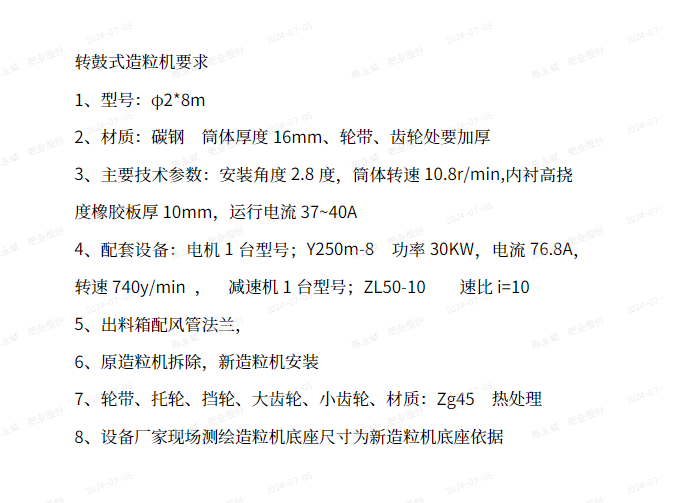 转鼓式造粒机要求
1、型号：φ2*8m
2、材质：碳钢　筒体厚度 16mm、轮带、齿轮处要加厚
3、主要技术参数：安装角度 2.8 度，筒体转速 10.8r/min,内衬高挠
度橡胶板厚 10mm，运行电流 37~40A
4、配套设备：电机 1 台型号；Y250m-8　功率 30KW，电流 76.8A，
转速 740y/min ，　减速机 1 台型号；ZL50-10　　速比 i=10
5、出料箱配风管法兰，
6、原造粒机拆除，新造粒机安装
7、轮带、托轮、挡轮、大齿轮、小齿轮、材质：Zg45　热处理
8、设备厂家现场测绘造粒机底座尺寸为新造粒机底座依据